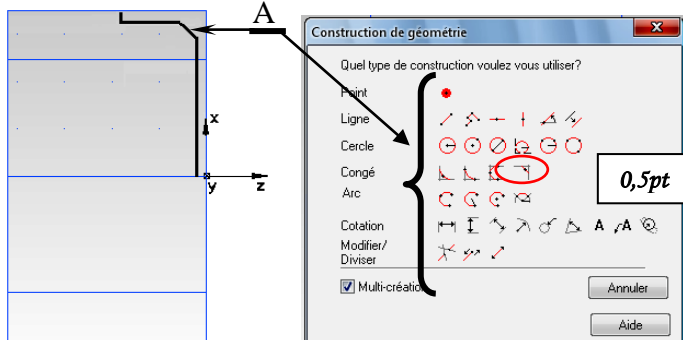 A
Construction de géométrie
Quel type de construction voulez vous utiliser?
Point
Ligne
Cercle
Congé
Arc
Cotation
A A
Modifier/
Diviser
Multi-création
Annuler
Aide
0,5pt
x
y z